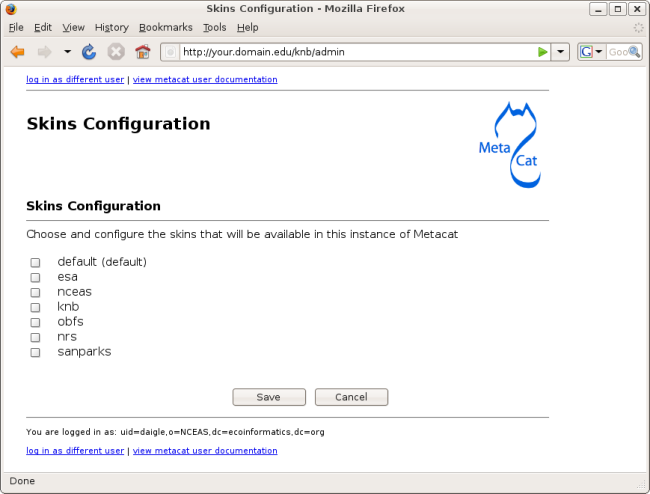 Skins Configuration - Mozilla Firefox
File Edit View History Bookmarks Tools Help
http://your.domain.edu/knb/admin
G Goo
log in as different user | view metacat user documentation
Skins Configuration
Meta
Cat
Skins Configuration
Choose and configure the skins that will be available in this instance of Metacat
default (default)
esa
nceas
knb
obfs
nrs
sanparks
Save Cancel
You are logged in as: uid=daigle,o=NCEAS,dc=ecoinformatics,dc=org
log in as different user | view metacat user documentation
Done